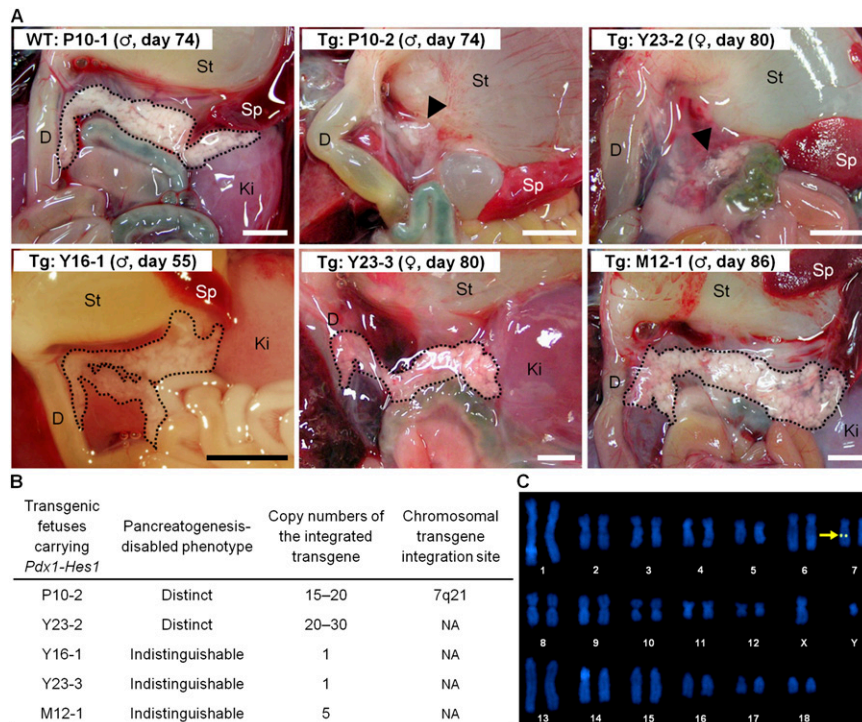 A
WT: P10-1 (♂, day 74)
St
Sp
D
Ki
Tg: P10-2 (♂, day 74)
St
D
Sp
Tg: Y23-2 (♀, day 80)
St
D
Sp
Tg: Y16-1 (♂, day 55)
St
Sp
Ki
D
Tg: Y23-3 (♀, day 80)
St
D
Ki
Tg: M12-1 (♂, day 86)
Sp
St
D
Ki
B
Transgenic fetuses carrying Pdx1-Hes1 Pancreatogenesis-disabled phenotype Copy numbers of the integrated transgene Chromosomal transgene integration site
P10-2 Distinct 15–20 7q21
Y23-2 Distinct 20–30 NA
Y16-1 Indistinguishable 1 NA
Y23-3 Indistinguishable 1 NA
M12-1 Indistinguishable 5 NA
C
1 2 3 4 5 6 7
8 9 10 11 12 X Y
13 14 15 16 17 18